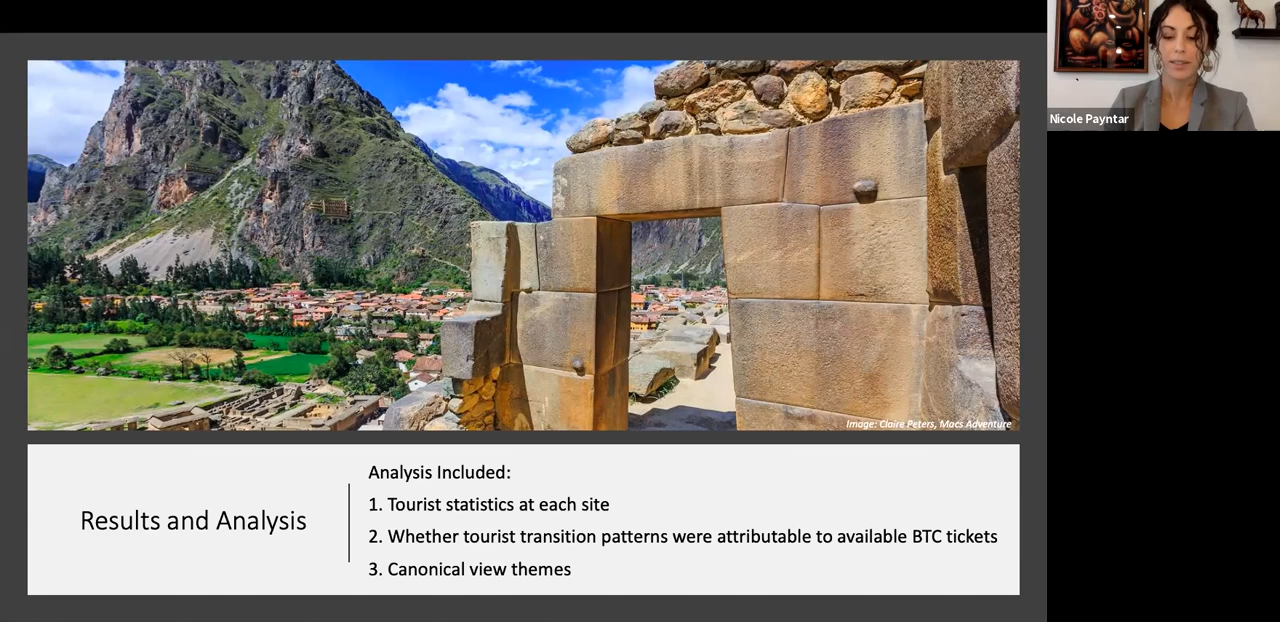 Nicole Payntar
Image: Claire Peters, Macs Adventure
Results and Analysis
Analysis Included:
1. Tourist statistics at each site
2. Whether tourist transition patterns were attributable to available BTC tickets
3. Canonical view themes